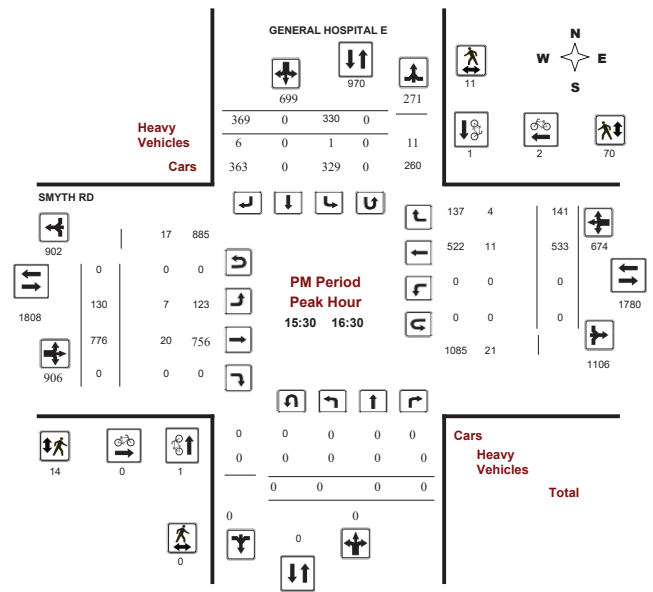 GENERAL HOSPITAL E
N
W E
S
970
11
699 271
369 0 330 0
Heavy
Vehicles
6 0 1 0 11
Cars
363 0 329 0 260
1 2 70
SMYTH RD
902
17 885
137 4 141
674
522 11 533
0 0 0
0 0 0
1808
130 7 123
PM Period
Peak Hour
15:30 16:30
0 0 0
1780
776 20 756
0 0 0
906
0 0 0
1085 21
1106
0 0 0 0 0
Cars
0 0 0 0 0
Heavy
Vehicles
0 0 0 0
Total
14 0 1
0 0
0
0